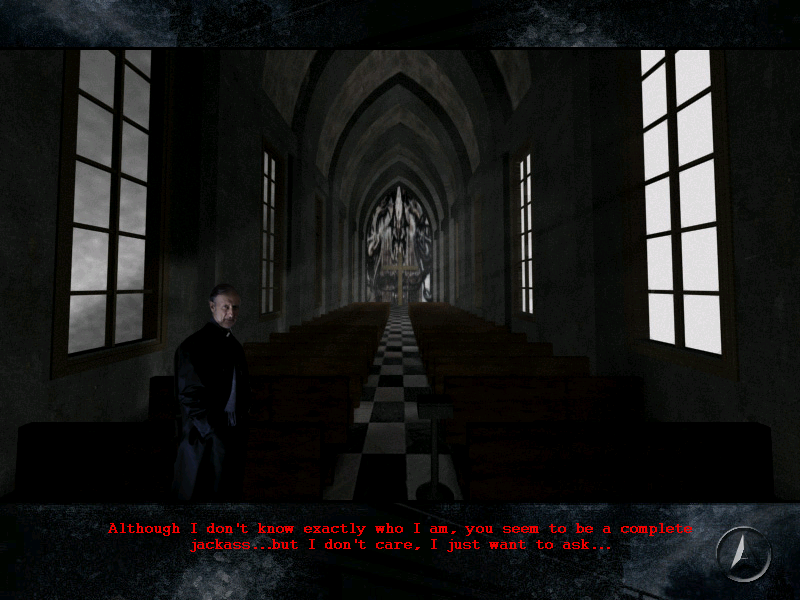 Although I don't know exactly who I am, you seem to be a complete
jackass...but I don't care, I just want to ask...